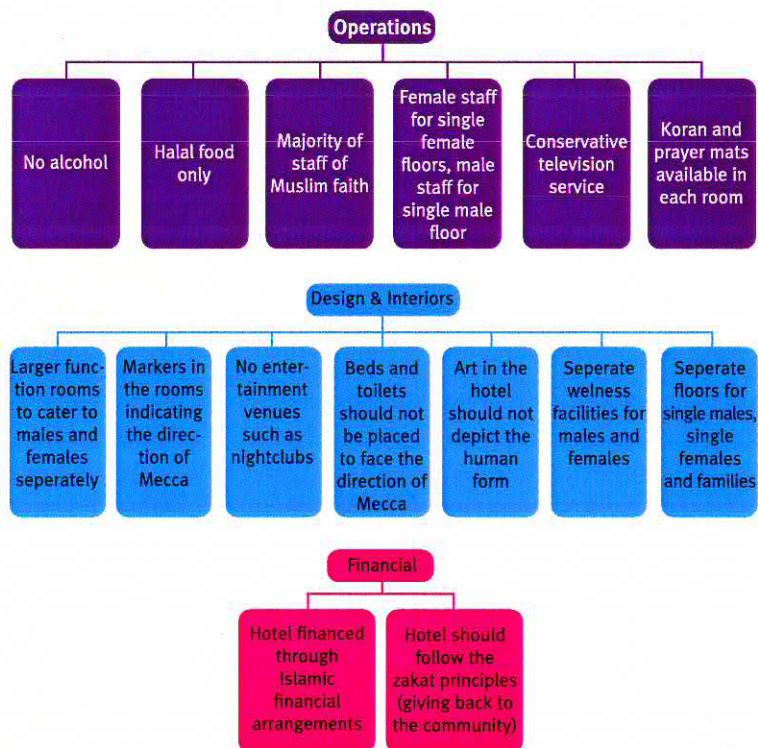 Operations
No alcohol
Halal food
only
Majority of
staff of
Muslim faith
Female staff
for single
female
floors, male
staff for
single male
floor
Conservative
television
service
Koran and
prayer mats
available in
each room
Design & Interiors
Larger func-
tion rooms
to cater to
males and
females
seperately
Markers in
the rooms
indicating
the direc-
tion of
Mecca
No enter-
tainment
venues
such as
nightclubs
Beds and
toilets
should not
be placed
to face the
direction of
Mecca
Art in the
hotel
should not
depict the
human
form
Seperate
welness
facilities for
males and
females
Seperate
floors for
single males,
single
females
and families
Financial
Hotel financed
through
Islamic
financial
arrangements
Hotel should
follow the
zakat principles
(giving back to
the community)